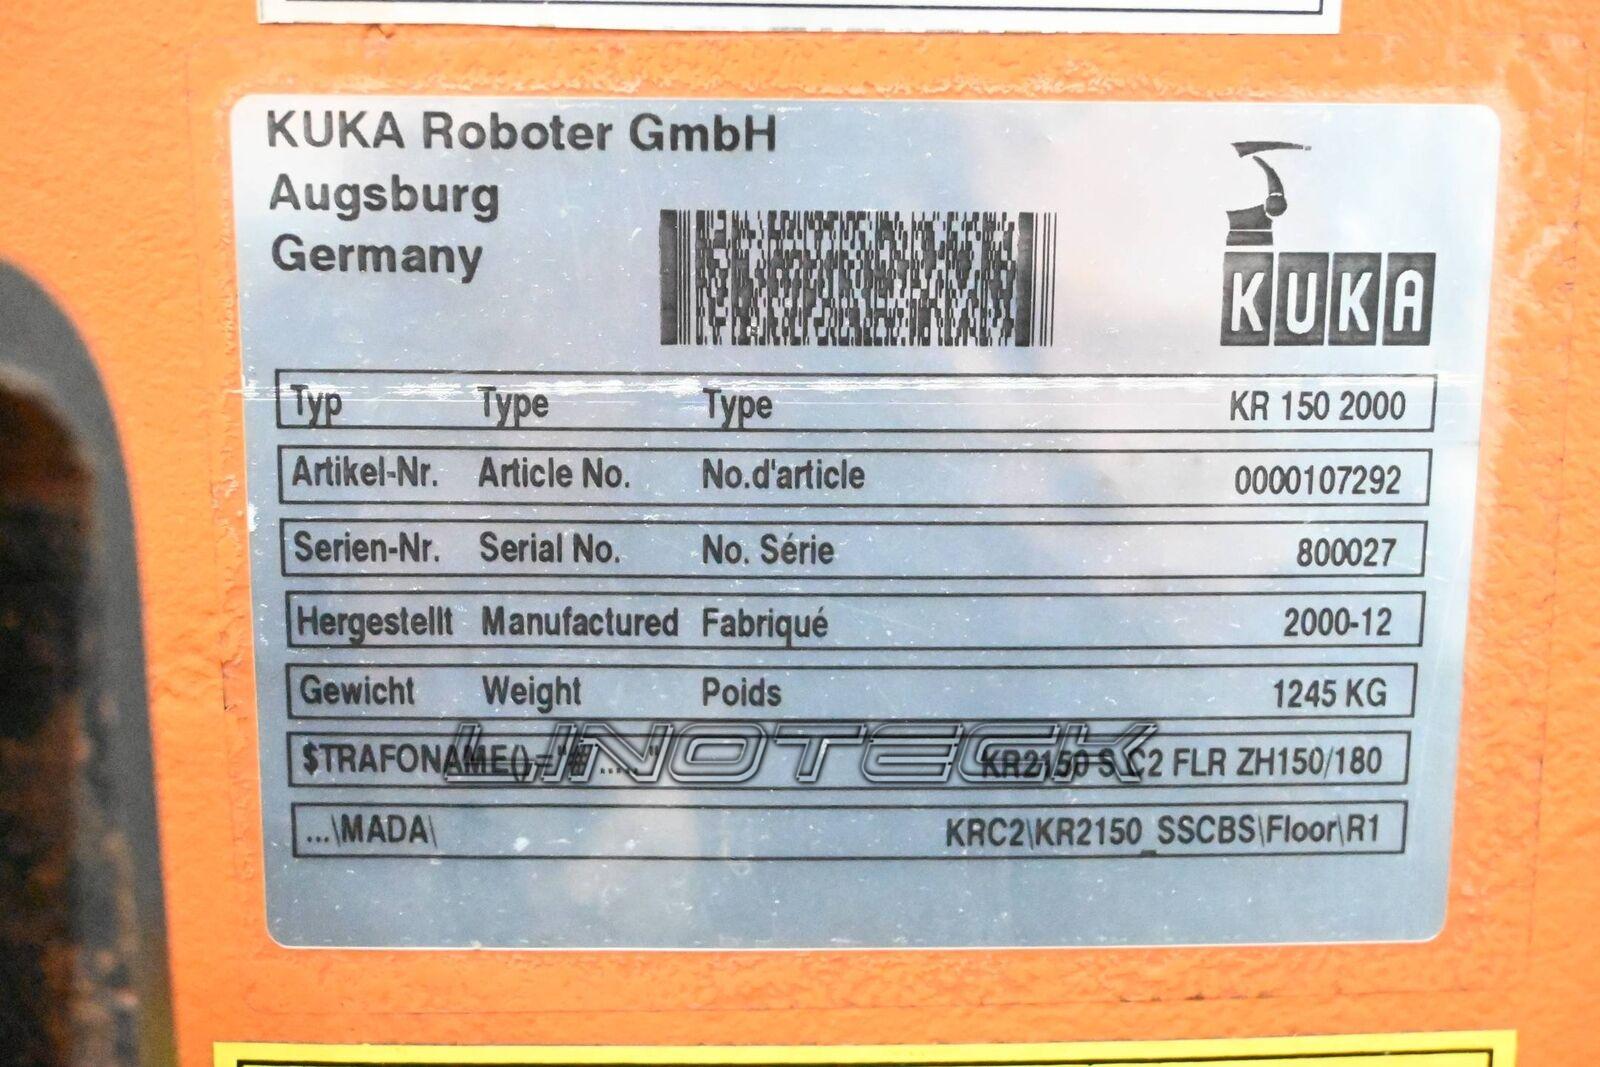 KUKA Roboter GmbH
Augsburg
Germany
KUKA
Typ Type Type KR 150 2000
Artikel-Nr. Article No. No.d'article 0000107292
Serien-Nr. Serial No. No. Série 800027
Hergestellt Manufactured Fabriqué 2000-12
Gewicht Weight Poids 1245 KG
LINOTECK
$TRAFONAME()="#....." KR2150 S C2 FLR ZH150/180
...\MADA\ KRC2\KR2150_SSCBS\Floor\R1